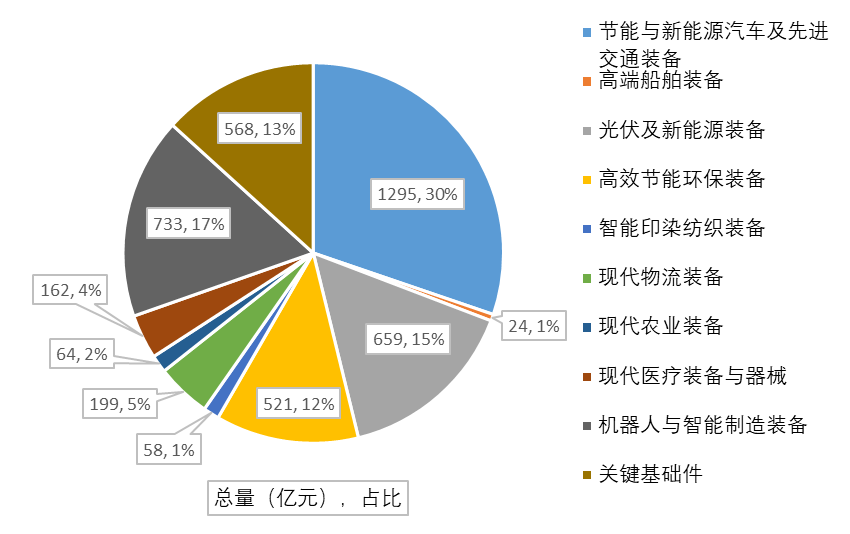 节能与新能源汽车及先进
交通装备
高端船舶装备
光伏及新能源装备
高效节能环保装备
智能印染纺织装备
现代物流装备
现代农业装备
现代医疗装备与器械
机器人与智能制造装备
关键基础件
568, 13%
1295, 30%
733, 17%
162, 4%
24, 1%
659, 15%
64, 2%
199, 5%
521, 12%
58, 1%
总量（亿元），占比